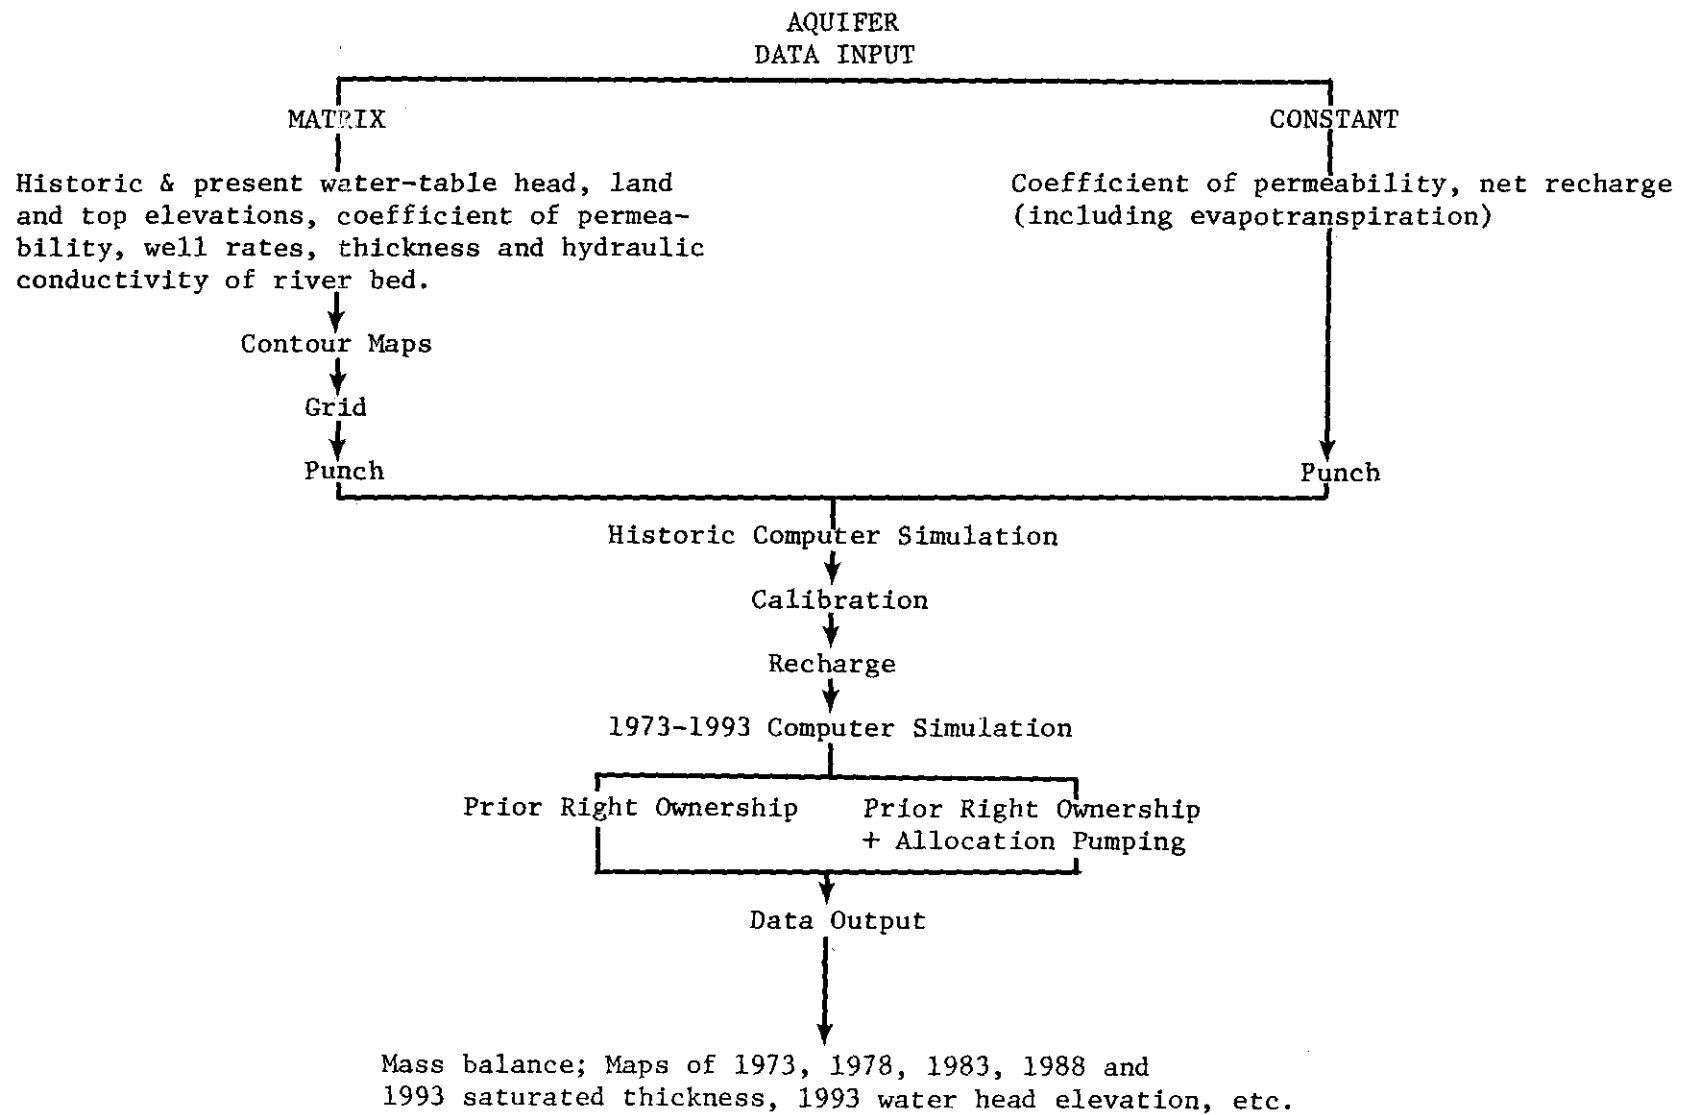 AQUIFER
DATA INPUT
MATRIX
CONSTANT
Historic & present water-table head, land
and top elevations, coefficient of permea-
bility, well rates, thickness and hydraulic
conductivity of river bed.
Coefficient of permeability, net recharge
(including evapotranspiration)
Contour Maps
Grid
Punch
Punch
Historic Computer Simulation
Calibration
Recharge
1973-1993 Computer Simulation
Prior Right Ownership
Prior Right Ownership
+ Allocation Pumping
Data Output
Mass balance; Maps of 1973, 1978, 1983, 1988 and
1993 saturated thickness, 1993 water head elevation, etc.